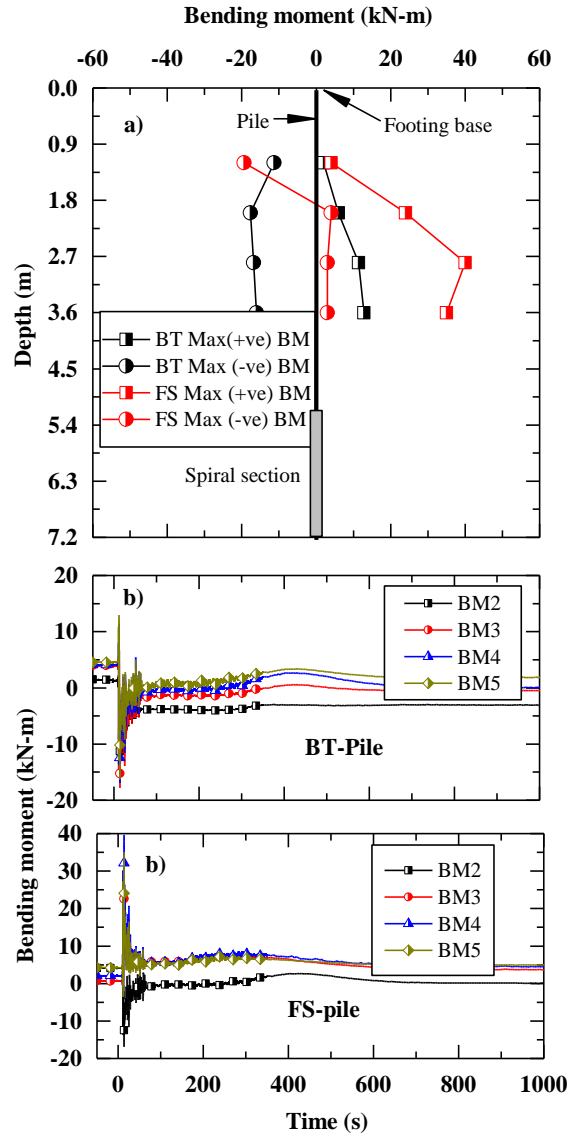 Bending moment (kN-m)
-60 -40 -20 0 20 40 60
0.0
0.9
1.8
2.7
3.6
4.5
5.4
6.3
7.2
Depth (m)
a)
Pile
Footing base
BT Max(+ve) BM
BT Max (-ve) BM
FS Max (+ve) BM
FS Max (-ve) BM
Spiral section
Bending moment (kN-m)
20
10
0
-10
-20
b)
BM2
BM3
BM4
BM5
BT-Pile
40
30
20
10
0
-10
-20
b)
BM2
BM3
BM4
BM5
FS-pile
0 200 400 600 800 1000
Time (s)